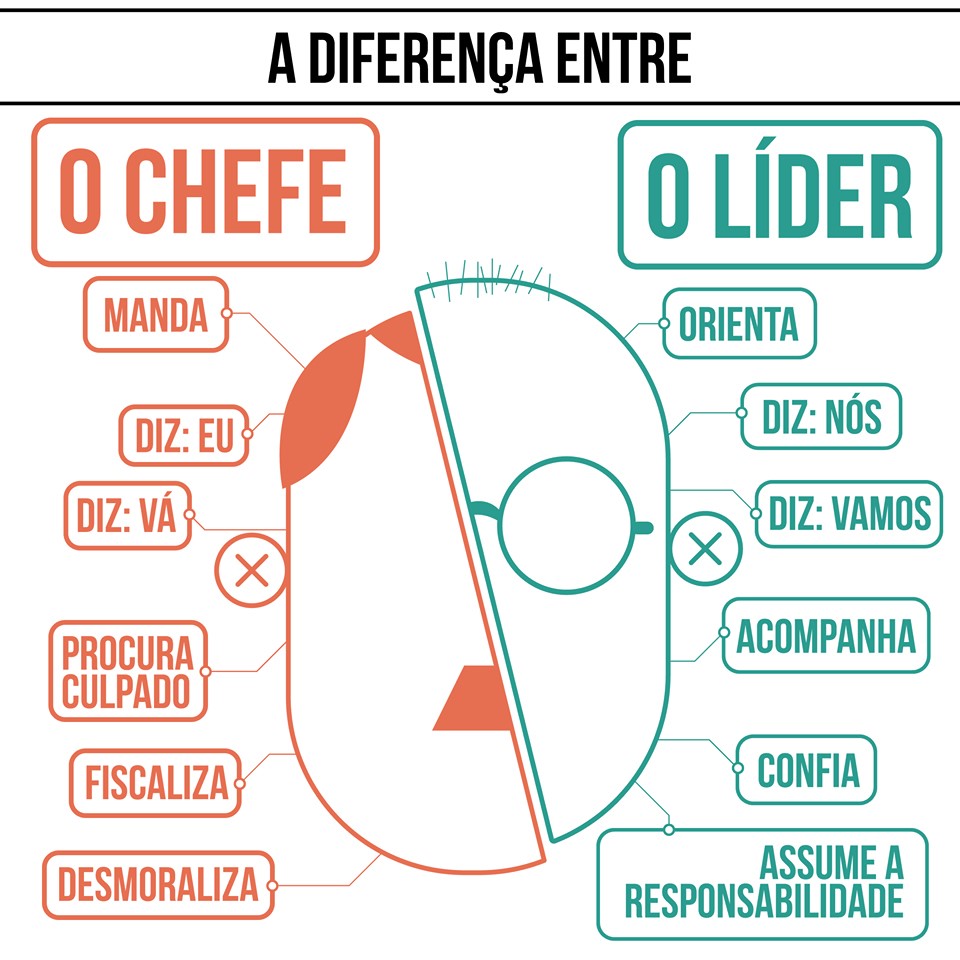 A DIFERENÇA ENTRE
O CHEFE
MANDA
DIZ: EU
DIZ: VÁ
PROCURA
CULPADO
FISCALIZA
DESMORALIZA
O LÍDER
ORIENTA
DIZ: NÓS
DIZ: VAMOS
ACOMPANHA
CONFIA
ASSUME A
RESPONSABILIDADE